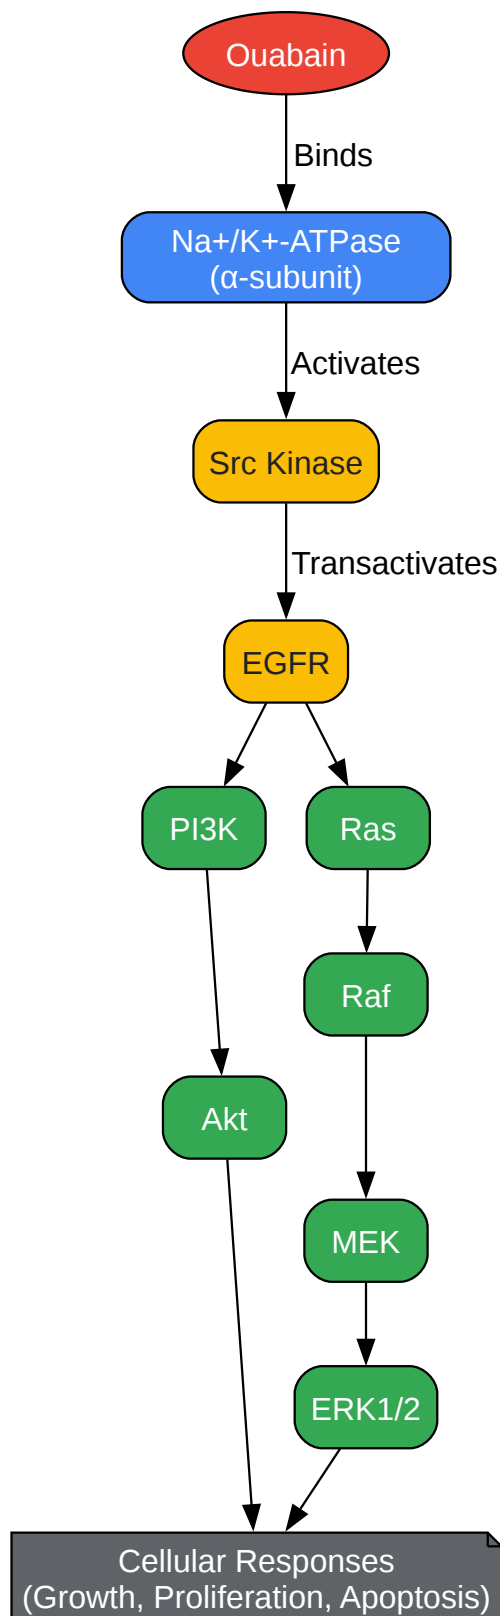 Ouabain
Binds
Na+/K+-ATPase
(α-subunit)
Activates
Src Kinase
Transactivates
EGFR
PI3K
Ras
Raf
Akt
MEK
ERK1/2
Cellular Responses
(Growth, Proliferation, Apoptosis)